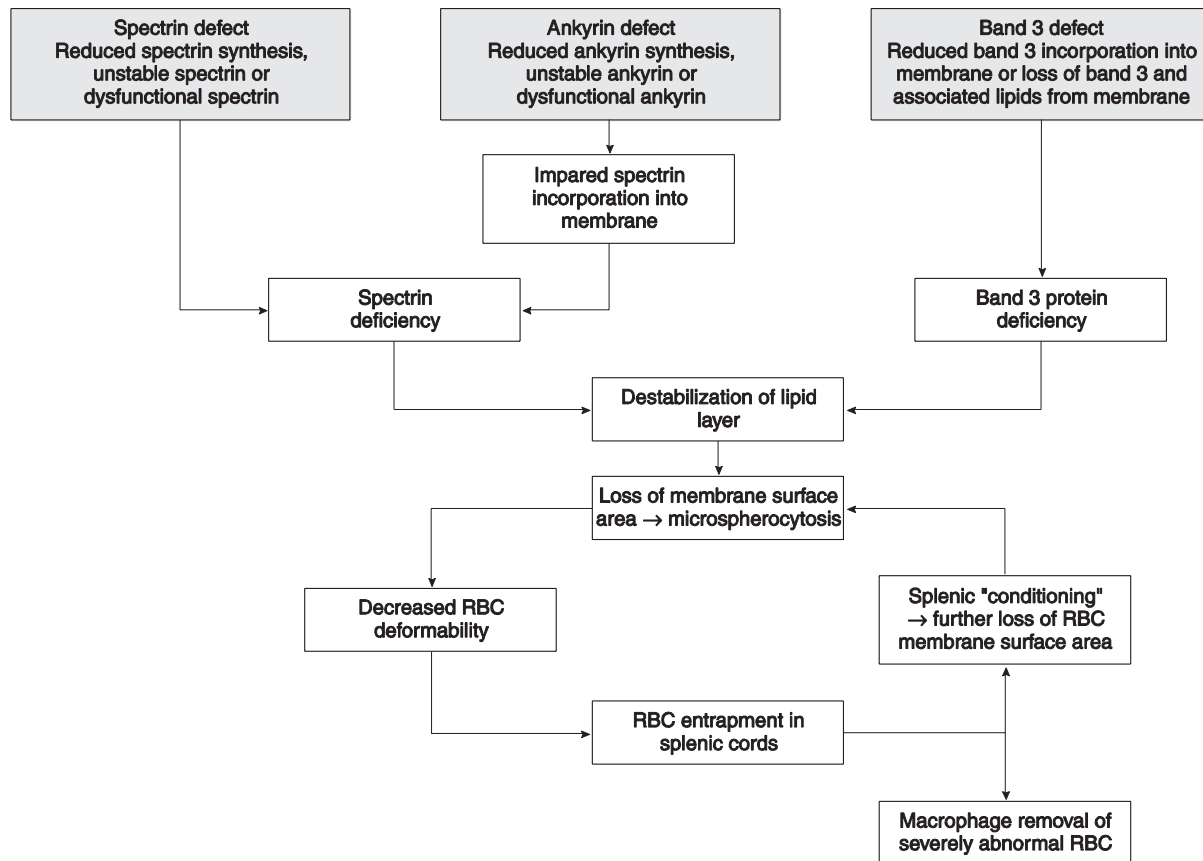 Spectrin defect
Reduced spectrin synthesis,
unstable spectrin or
dysfunctional spectrin
Ankyrin defect
Reduced ankyrin synthesis,
unstable ankyrin or
dysfunctional ankyrin
Band 3 defect
Reduced band 3 incorporation into
membrane or loss of band 3 and
associated lipids from membrane
Impared spectrin
incorporation into
membrane
Spectrin
deficiency
Band 3 protein
deficiency
Destabilization of lipid
layer
Loss of membrane surface
area → microspherocytosis
Decreased RBC
deformability
Splenic "conditioning"
→ further loss of RBC
membrane surface area
RBC entrapment in
splenic cords
Macrophage removal of
severely abnormal RBC